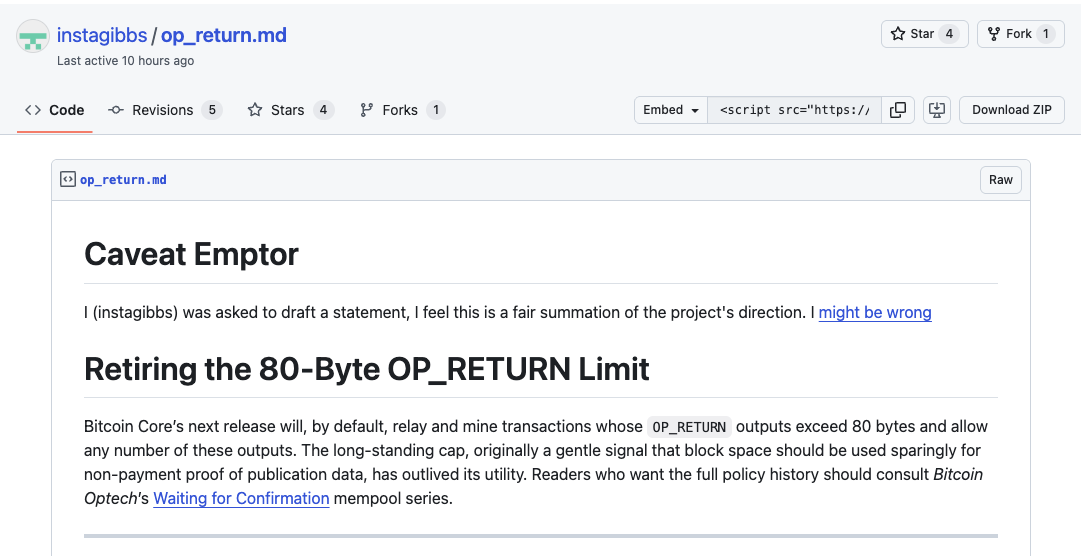 instagibbs / op_return.md
Last active 10 hours ago
Star 4
Fork 1
Code
Revisions 5
Stars 4
Forks 1
Embed
<script src="https://
Download ZIP
op_return.md
Raw
Caveat Emptor
I (instagibbs) was asked to draft a statement, I feel this is a fair summation of the project's direction. I might be wrong
Retiring the 80-Byte OP_RETURN Limit
Bitcoin Core’s next release will, by default, relay and mine transactions whose OP_RETURN outputs exceed 80 bytes and allow
any number of these outputs. The long-standing cap, originally a gentle signal that block space should be used sparingly for
non-payment proof of publication data, has outlived its utility. Readers who want the full policy history should consult Bitcoin
Optech’s Waiting for Confirmation mempool series.